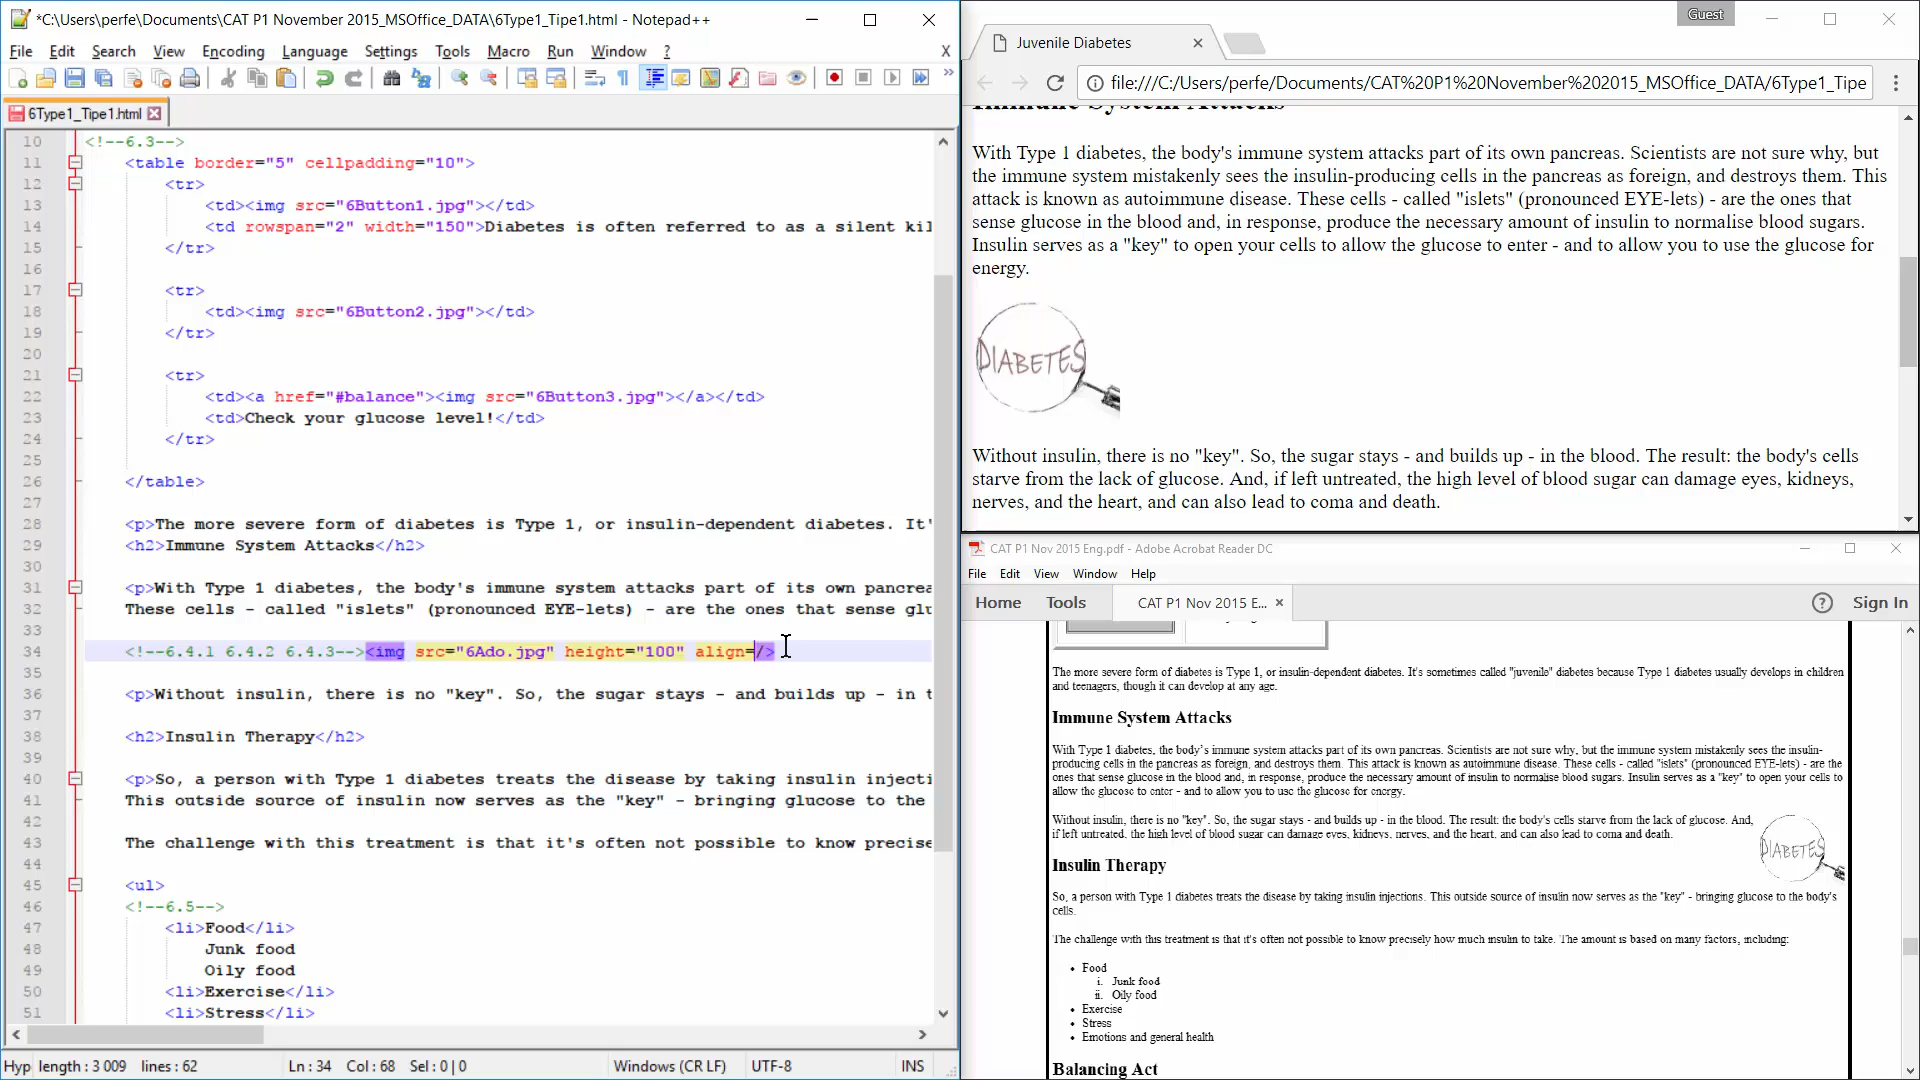 *C:\Users\perfe\Documents\CAT P1 November 2015_MSOffice_DATA\6Type1_Tipe1.html - Notepad++
File Edit Search View Encoding Language Settings Tools Macro Run Window ? X
6Type1_Tipe1.html
10 <!--6.3-->
11 <table border="5" cellpadding="10">
12 <tr>
13 <td><img src="6Button1.jpg"></td>
14 <td rowspan="2" width="150">Diabetes is often referred to as a silent kil
15 </tr>
16
17 <tr>
18 <td><img src="6Button2.jpg"></td>
19 </tr>
20
21 <tr>
22 <td><a href="#balance"><img src="6Button3.jpg"></a></td>
23 <td>Check your glucose level!</td>
24 </tr>
25
26 </table>
27
28 <p>The more severe form of diabetes is Type 1, or insulin-dependent diabetes. It'
29 <h2>Immune System Attacks</h2>
30
31 <p>With Type 1 diabetes, the body's immune system attacks part of its own pancrea
32 These cells - called "islets" (pronounced EYE-lets) - are the ones that sense glu
33
34 <!--6.4.1 6.4.2 6.4.3--><img src="6Ado.jpg" height="100" align=/>
35
36 <p>Without insulin, there is no "key". So, the sugar stays - and builds up - in t
37
38 <h2>Insulin Therapy</h2>
39
40 <p>So, a person with Type 1 diabetes treats the disease by taking insulin injecti
41 This outside source of insulin now serves as the "key" - bringing glucose to the
42
43 The challenge with this treatment is that it's often not possible to know precise
44
45 <ul>
46 <!--6.5-->
47 <li>Food</li>
48 Junk food
49 Oily food
50 <li>Exercise</li>
51 <li>Stress</li>
Hyp length : 3 009 lines : 62 Ln : 34 Col : 68 Sel : 0 | 0 Windows (CR LF) UTF-8 INS
Guest
Juvenile Diabetes
file:///C:/Users/perfe/Documents/CAT%20P1%20November%202015_MSOffice_DATA/6Type1_Tipe
Immune System Attacks
With Type 1 diabetes, the body's immune system attacks part of its own pancreas. Scientists are not sure why, but
the immune system mistakenly sees the insulin-producing cells in the pancreas as foreign, and destroys them. This
attack is known as autoimmune disease. These cells - called "islets" (pronounced EYE-lets) - are the ones that
sense glucose in the blood and, in response, produce the necessary amount of insulin to normalise blood sugars.
Insulin serves as a "key" to open your cells to allow the glucose to enter - and to allow you to use the glucose for
energy.
DIABETES
Without insulin, there is no "key". So, the sugar stays - and builds up - in the blood. The result: the body's cells
starve from the lack of glucose. And, if left untreated, the high level of blood sugar can damage eyes, kidneys,
nerves, and the heart, and can also lead to coma and death.
CAT P1 Nov 2015 Eng.pdf - Adobe Acrobat Reader DC
File Edit View Window Help
Home Tools CAT P1 Nov 2015 E... × ? Sign In
The more severe form of diabetes is Type 1, or insulin-dependent diabetes. It's sometimes called "juvenile" diabetes because Type 1 diabetes usually develops in children
and teenagers, though it can develop at any age.
Immune System Attacks
With Type 1 diabetes, the body's immune system attacks part of its own pancreas. Scientists are not sure why, but the immune system mistakenly sees the insulin-
producing cells in the pancreas as foreign, and destroys them. This attack is known as autoimmune disease. These cells - called "islets" (pronounced EYE-lets) - are the
ones that sense glucose in the blood and, in response, produce the necessary amount of insulin to normalise blood sugars. Insulin serves as a "key" to open your cells to
allow the glucose to enter - and to allow you to use the glucose for energy.
Without insulin, there is no "key". So, the sugar stays - and builds up - in the blood. The result: the body's cells starve from the lack of glucose. And,
if left untreated, the high level of blood sugar can damage eyes, kidneys, nerves, and the heart, and can also lead to coma and death.
DIABETES
Insulin Therapy
So, a person with Type 1 diabetes treats the disease by taking insulin injections. This outside source of insulin now serves as the "key" - bringing glucose to the body's
cells.
The challenge with this treatment is that it's often not possible to know precisely how much insulin to take. The amount is based on many factors, including:
• Food
i. Junk food
ii. Oily food
• Exercise
• Stress
• Emotions and general health
Balancing Act